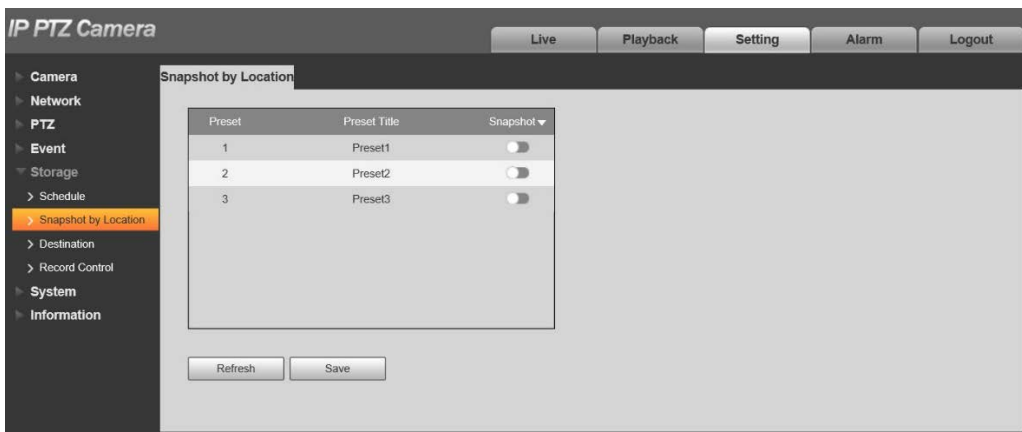 IP PTZ Camera
Live Playback Setting Alarm Logout
Camera
Network
PTZ
Event
Storage
Schedule
Snapshot by Location
Destination
Record Control
System
Information
Snapshot by Location
Preset Preset Title Snapshot
1 Preset1
2 Preset2
3 Preset3
Refresh Save